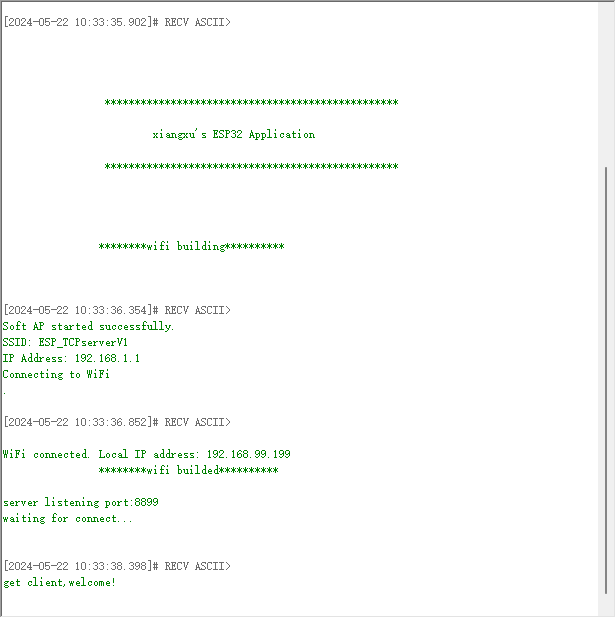 [2024-05-22 10:33:35.902]# RECV ASCII>
*************************************************
xiangxu's ESP32 Application
*************************************************
********wifi building**********
[2024-05-22 10:33:36.354]# RECV ASCII>
Soft AP started successfully.
SSID: ESP_TCPserverV1
IP Address: 192.168.1.1
Connecting to WiFi
.
[2024-05-22 10:33:36.852]# RECV ASCII>
WiFi connected. Local IP address: 192.168.99.199
********wifi builded**********
server listening port:8899
waiting for connect...
[2024-05-22 10:33:38.398]# RECV ASCII>
get client,welcome!